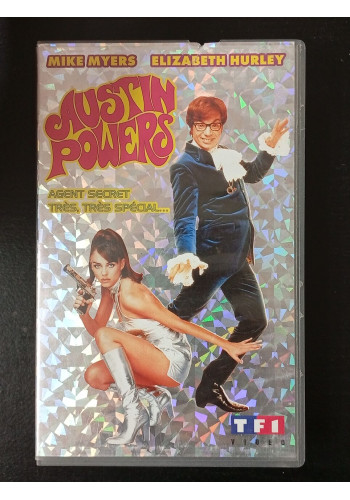 MIKE MYERS ELIZABETH HURLEY
AUSTIN
POWERS
AGENT SECRET
TRÈS, TRÈS SPÉCIAL...
TF1
VIDEO